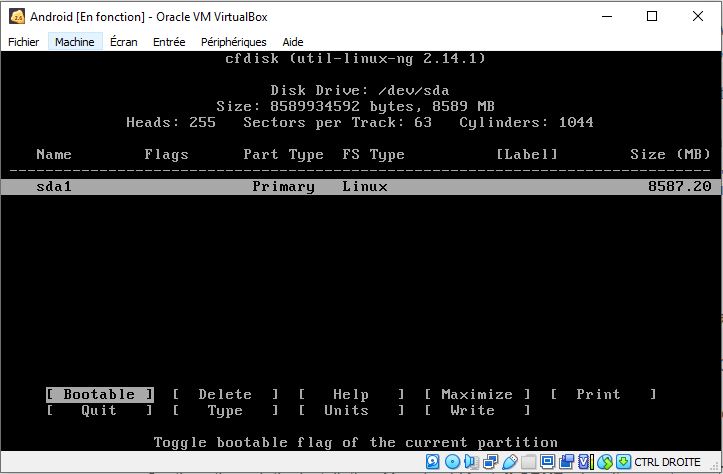 Android [En fonction] - Oracle VM VirtualBox
Fichier Machine Écran Entrée Périphériques Aide
cfdisk (util-linux-ng 2.14.1)
Disk Drive: /dev/sda
Size: 8589934592 bytes, 8589 MB
Heads: 255 Sectors per Track: 63 Cylinders: 1044
Name Flags Part Type FS Type [Label] Size (MB)
sda1 Primary Linux 8587.20
[ Bootable ] [ Delete ] [ Help ] [ Maximize ] [ Print ]
[ Quit ] [ Type ] [ Units ] [ Write ]
Toggle bootable flag of the current partition
CTRL DROITE